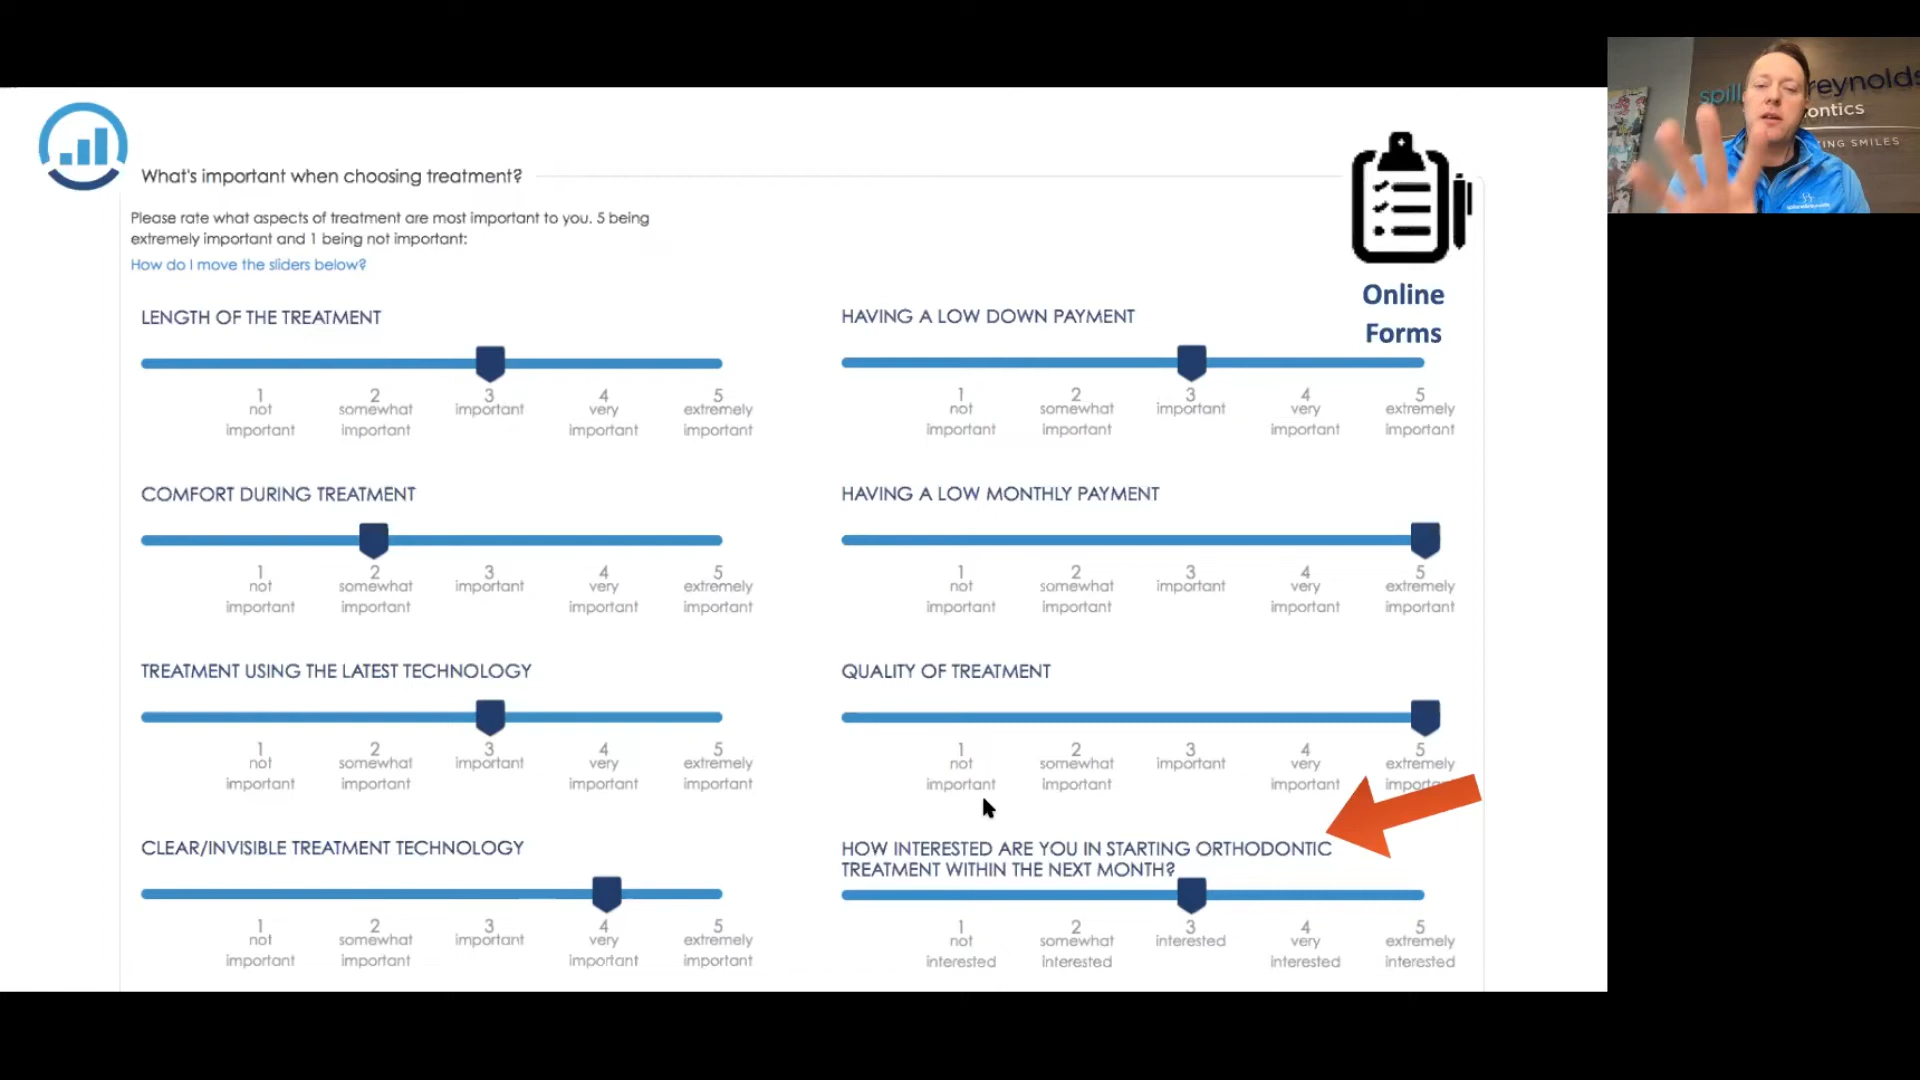 What's important when choosing treatment?
Please rate what aspects of treatment are most important to you. 5 being
extremely important and 1 being not important:
How do I move the sliders below?
Online
Forms
LENGTH OF THE TREATMENT
1 2 3 4 5
not somewhat important very extremely
important important important important
HAVING A LOW DOWN PAYMENT
1 2 3 4 5
not somewhat important very extremely
important important important important
COMFORT DURING TREATMENT
1 2 3 4 5
not somewhat important very extremely
important important important important
HAVING A LOW MONTHLY PAYMENT
1 2 3 4 5
not somewhat important very extremely
important important important important
TREATMENT USING THE LATEST TECHNOLOGY
1 2 3 4 5
not somewhat important very extremely
important important important important
QUALITY OF TREATMENT
1 2 3 4 5
not somewhat important very extremely
important important important important
CLEAR/INVISIBLE TREATMENT TECHNOLOGY
1 2 3 4 5
not somewhat important very extremely
important important important important
HOW INTERESTED ARE YOU IN STARTING ORTHODONTIC
TREATMENT WITHIN THE NEXT MONTH?
1 2 3 4 5
not somewhat interested very extremely
interested interested interested interested
spill reynolds
ontics
ING SMILES